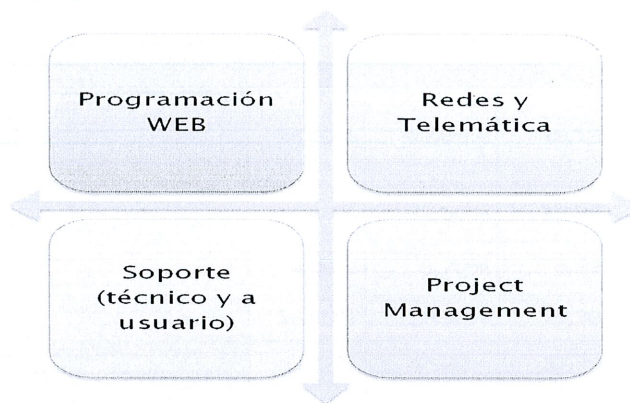 Programación
WEB
Redes y
Telemática
Soporte
(técnico y a
usuario)
Project
Management